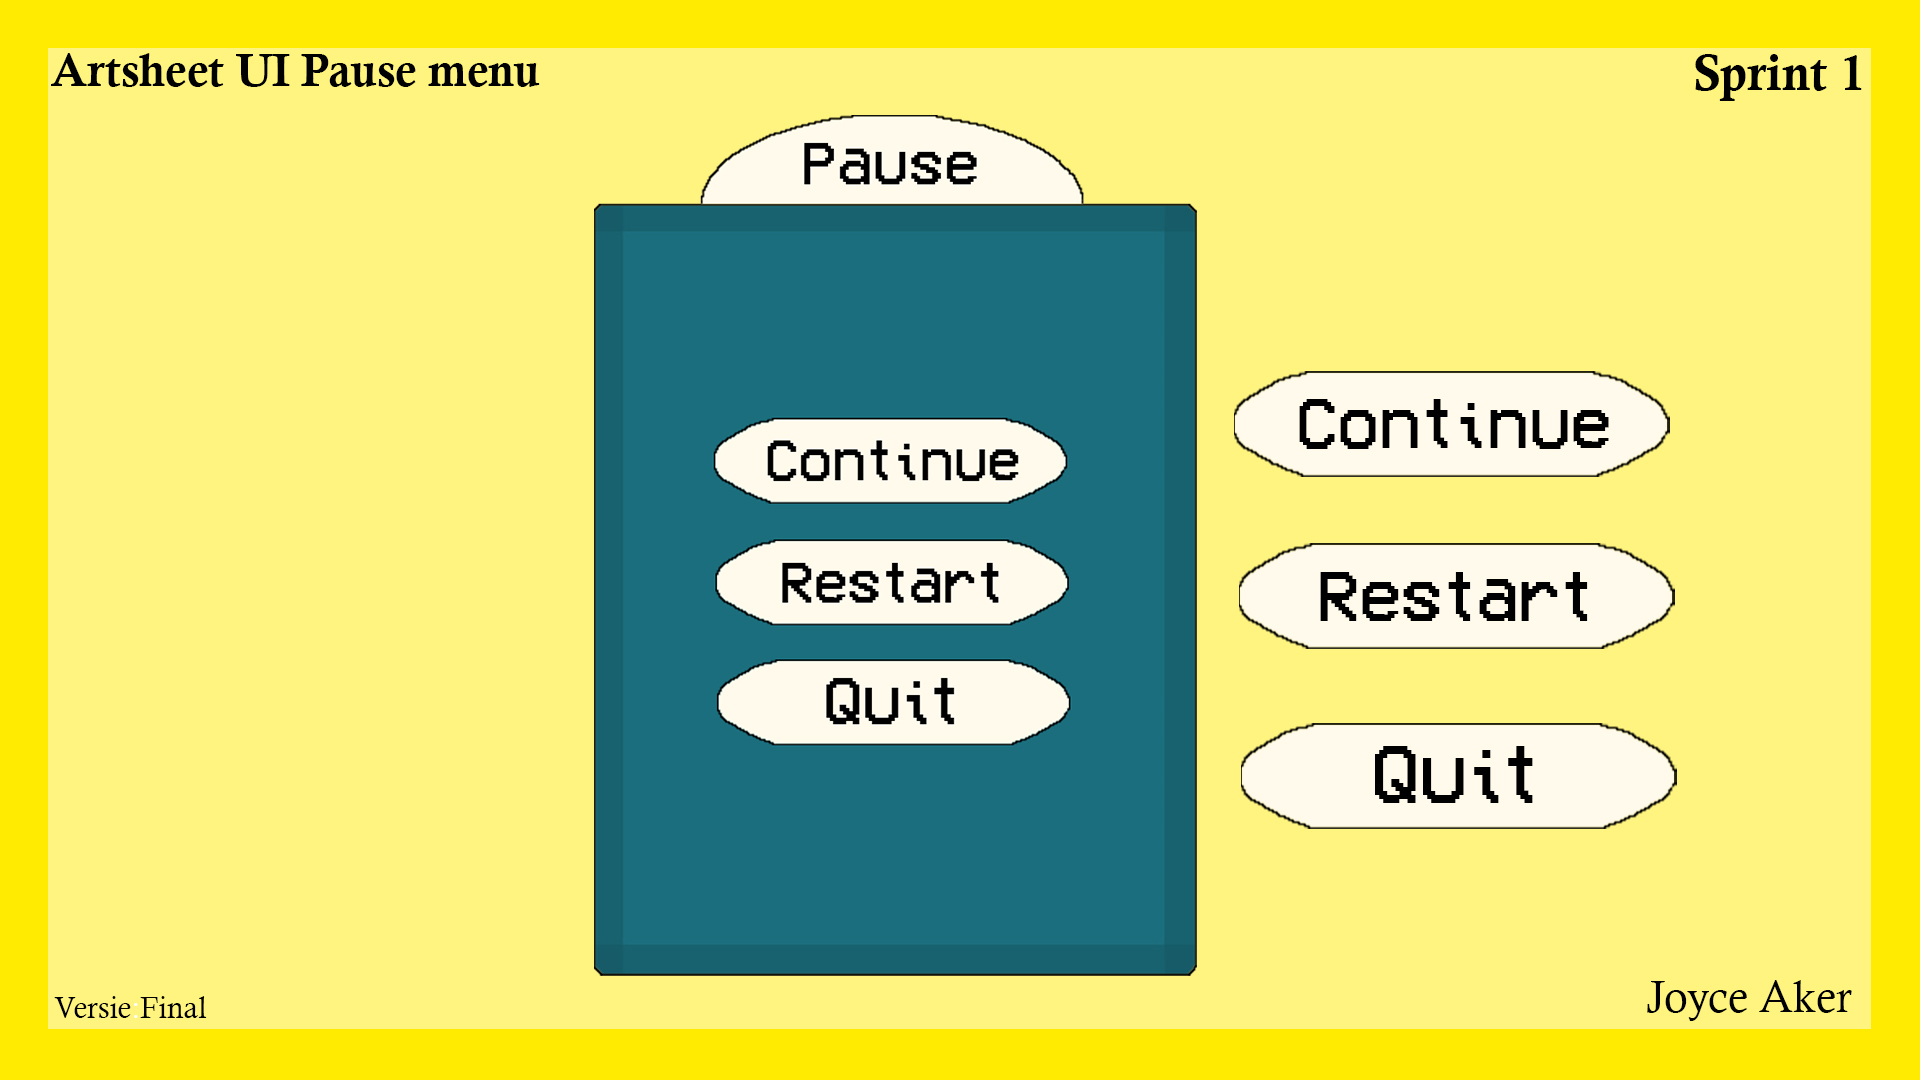 Artsheet UI Pause menu
Sprint 1
Pause
Continue
Restart
Quit
Continue
Restart
Quit
Versie:Final
Joyce Aker